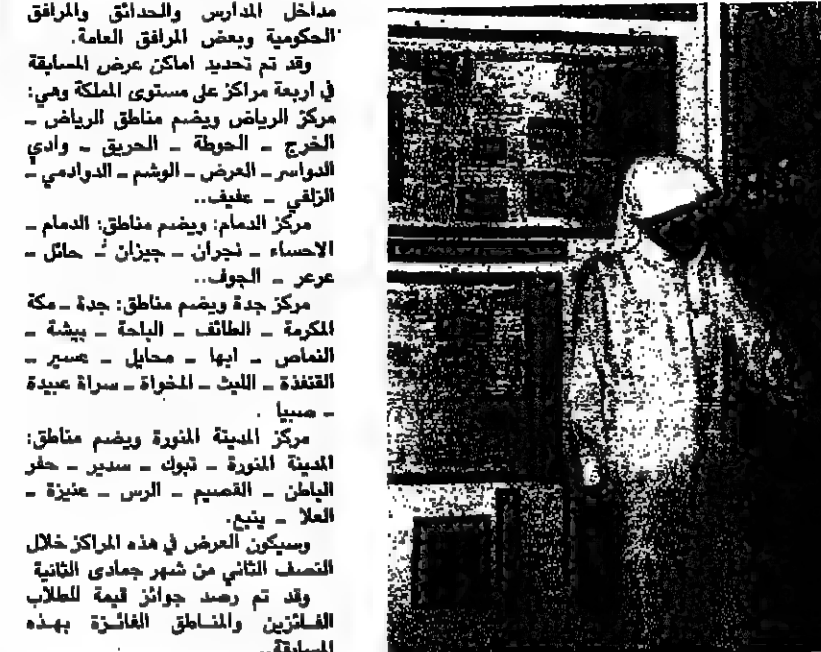 مداخل المدارس والحدائق والمرافق
الحكومية وبعض المرافق العامة.
وقد تم تحديد اماكن عرض المسابقة
في اربعة مراكز على مستوى المملكة وهي:
مركز الرياض ويضم مناطق الرياض ـ
الخرج ـ الحوطة ـ الحريق ـ وادي
الدواسر ـ العرض ـ الوشم ـ الدوادمي ـ
الزلفي ـ عفيف..
مركز الدمام: ويضم مناطق: الدمام ـ
الاحساء ـ نجران ـ جيزان ـ حائل ـ
عرعر ـ الجوف..
مركز جدة ويضم مناطق: جدة ـ مكة
المكرمة ـ الطائف ـ الباحة ـ بيشة ـ
النماص ـ ابها ـ محايل ـ عسير ـ
القنفذة ـ الليث ـ المخواة ـ سراة عبيدة
ـ صبيا .
مركز المدينة المنورة ويضم مناطق:
المدينة المنورة ـ تبوك ـ سدير ـ حفر
الباطن ـ القصيم ـ الرس ـ عنيزة ـ
العلا ـ ينبع.
وسيكون العرض في هذه المراكز خلال
النصف الثاني من شهر جمادى الثانية
وقد تم رصد جوائز قيمة للطلاب
الفائزين والمناطق الفائزة بهذه
المسابقة..